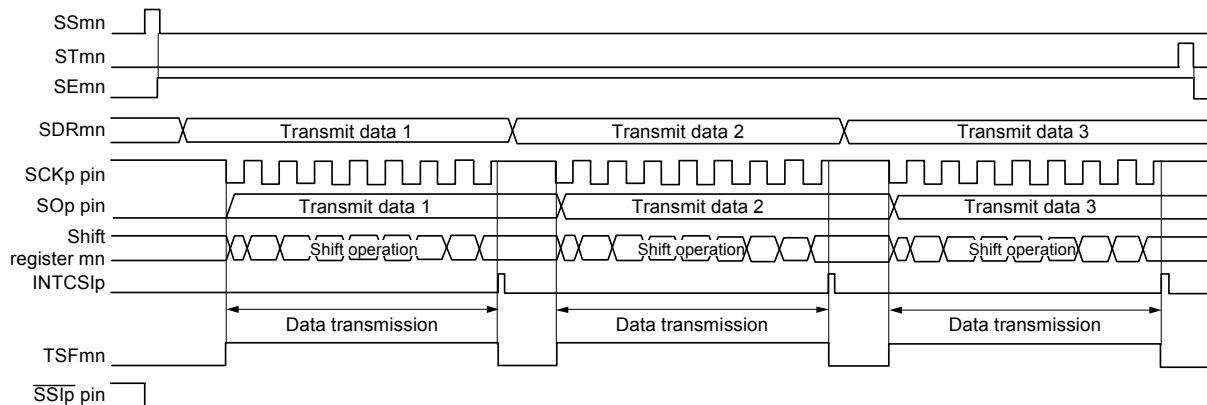 SSmn
STmn
SEmn
SDRmn Transmit data 1 Transmit data 2 Transmit data 3
SCKp pin
SOp pin Transmit data 1 Transmit data 2 Transmit data 3
Shift
register mn Shift operation Shift operation Shift operation
INTCSIp
Data transmission Data transmission Data transmission
TSFmn
SSIp pin